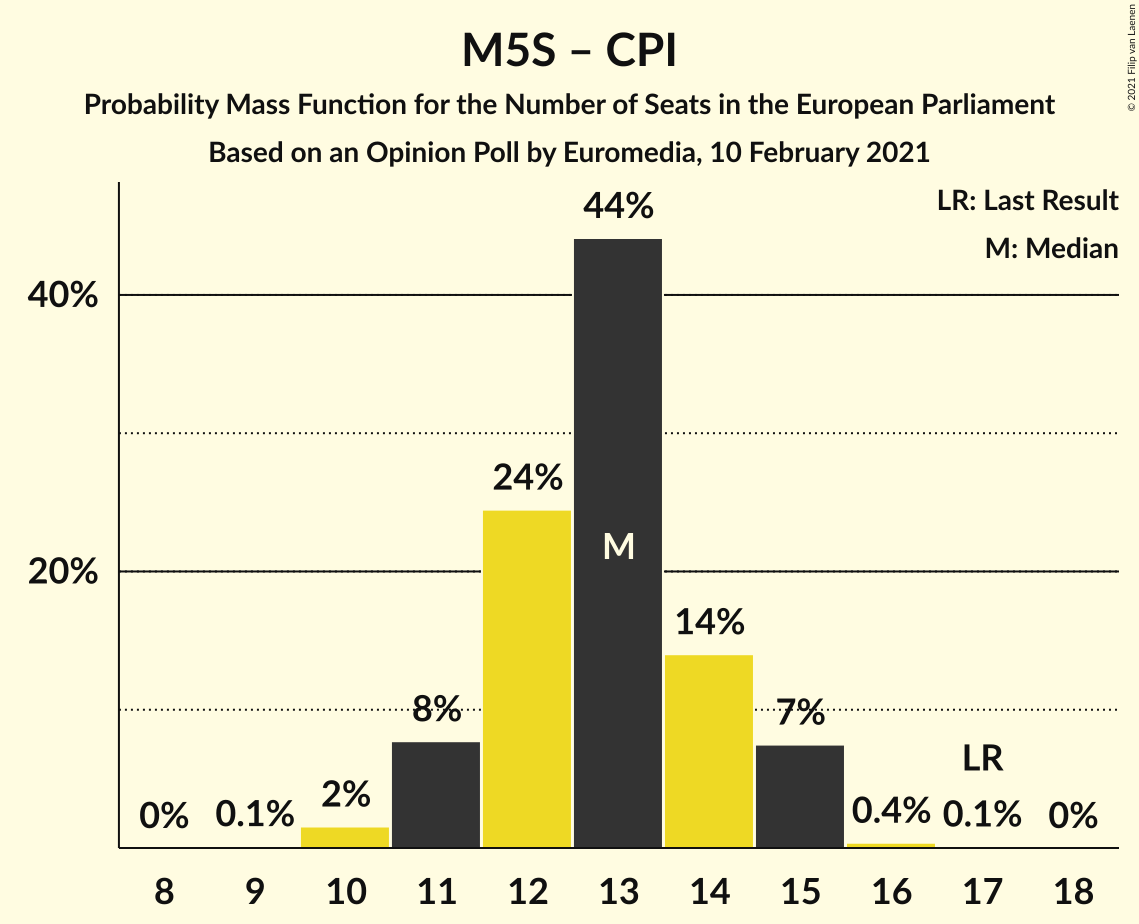 M5S – CPI
Probability Mass Function for the Number of Seats in the European Parliament
Based on an Opinion Poll by Euromedia, 10 February 2021
© 2021 Filip van Laenen
LR: Last Result
M: Median
40%
20%
0%
0.1%
2%
8%
24%
44%
M
14%
7%
0.4%
LR
0.1%
0%
8 9 10 11 12 13 14 15 16 17 18